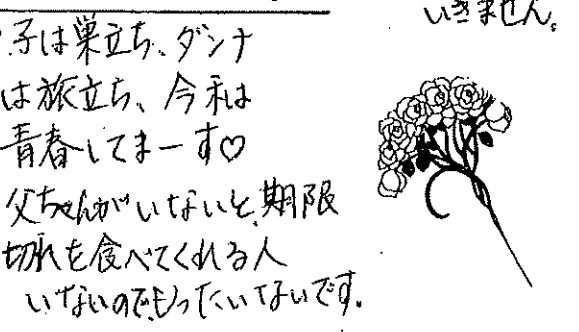 いきません。
子は巣立ち、ダンナ
は旅立ち、今私は
青春してまーす♡
父ちゃんがいないと、期限
切れを食べてくれる人
いないので、もったいないです。